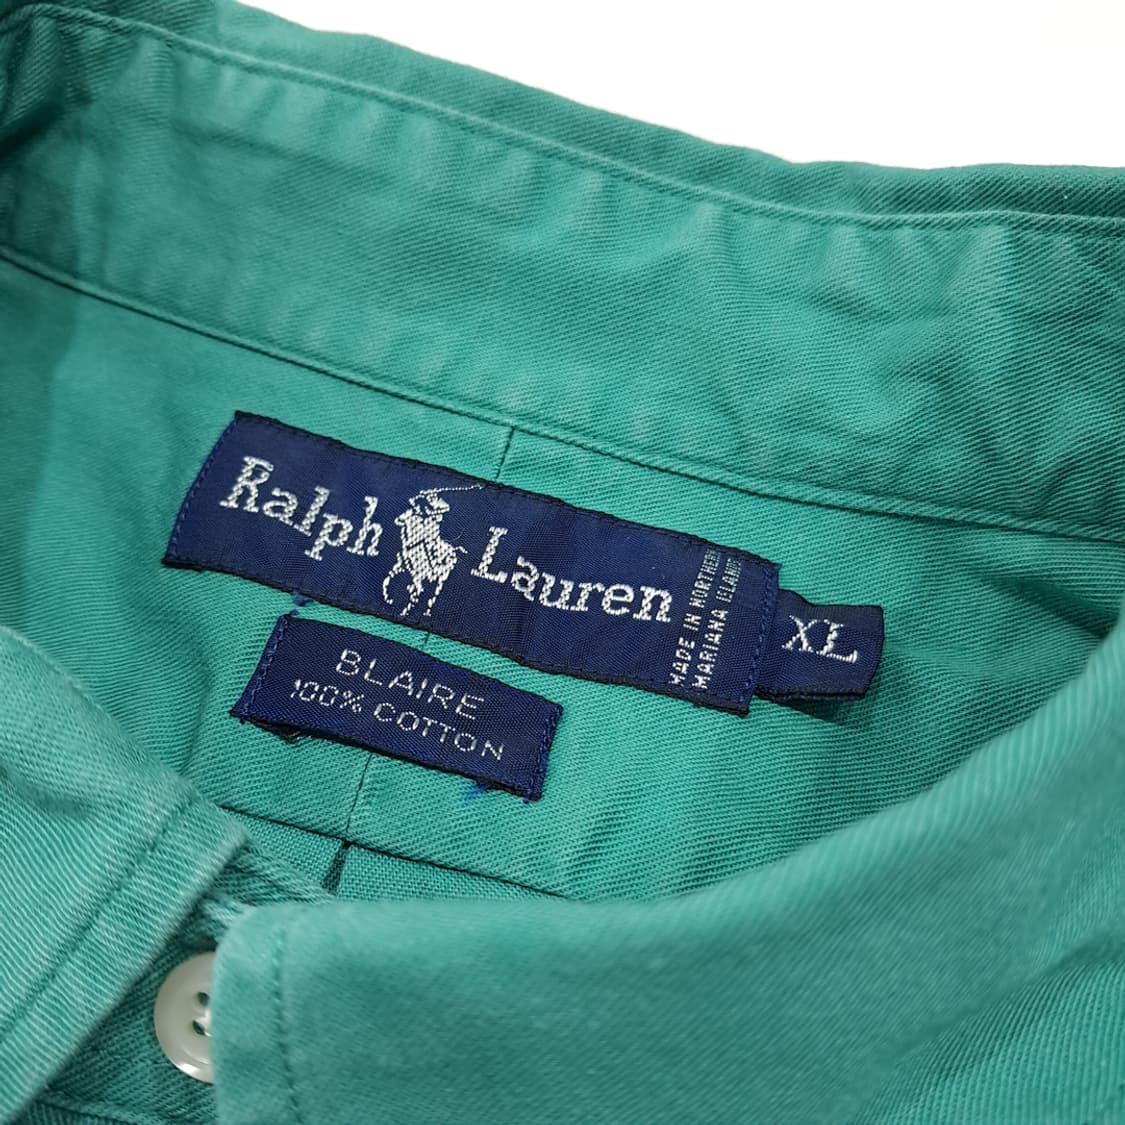 Ralph Lauren
MADE IN NORTHERN
MARIANA ISLANDS
XL
BLAIRE
100% COTTON